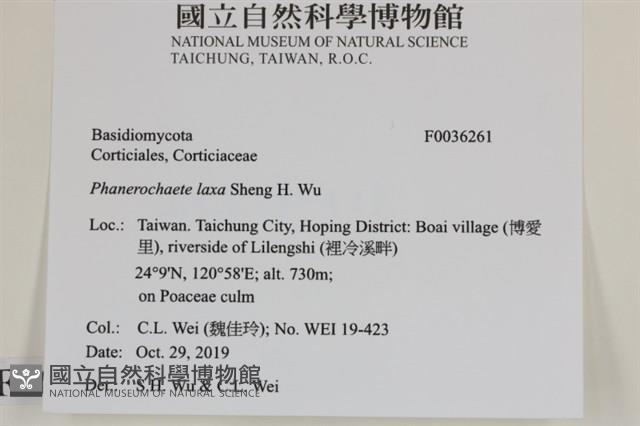 國立自然科學博物館
NATIONAL MUSEUM OF NATURAL SCIENCE
TAICHUNG, TAIWAN, R.O.C.
Basidiomycota F0036261
Corticiales, Corticiaceae
Phanerochaete laxa Sheng H. Wu
Loc.: Taiwan. Taichung City, Hoping District: Boai village (博愛
里), riverside of Lilengshi (裡冷溪畔)
24°9'N, 120°58'E; alt. 730m;
on Poaceae culm
Col.: C.L. Wei (魏佳玲); No. WEI 19-423
Date: Oct. 29, 2019
Det.: S.H. Wu & C.L. Wei
國立自然科學博物館
NATIONAL MUSEUM OF NATURAL SCIENCE